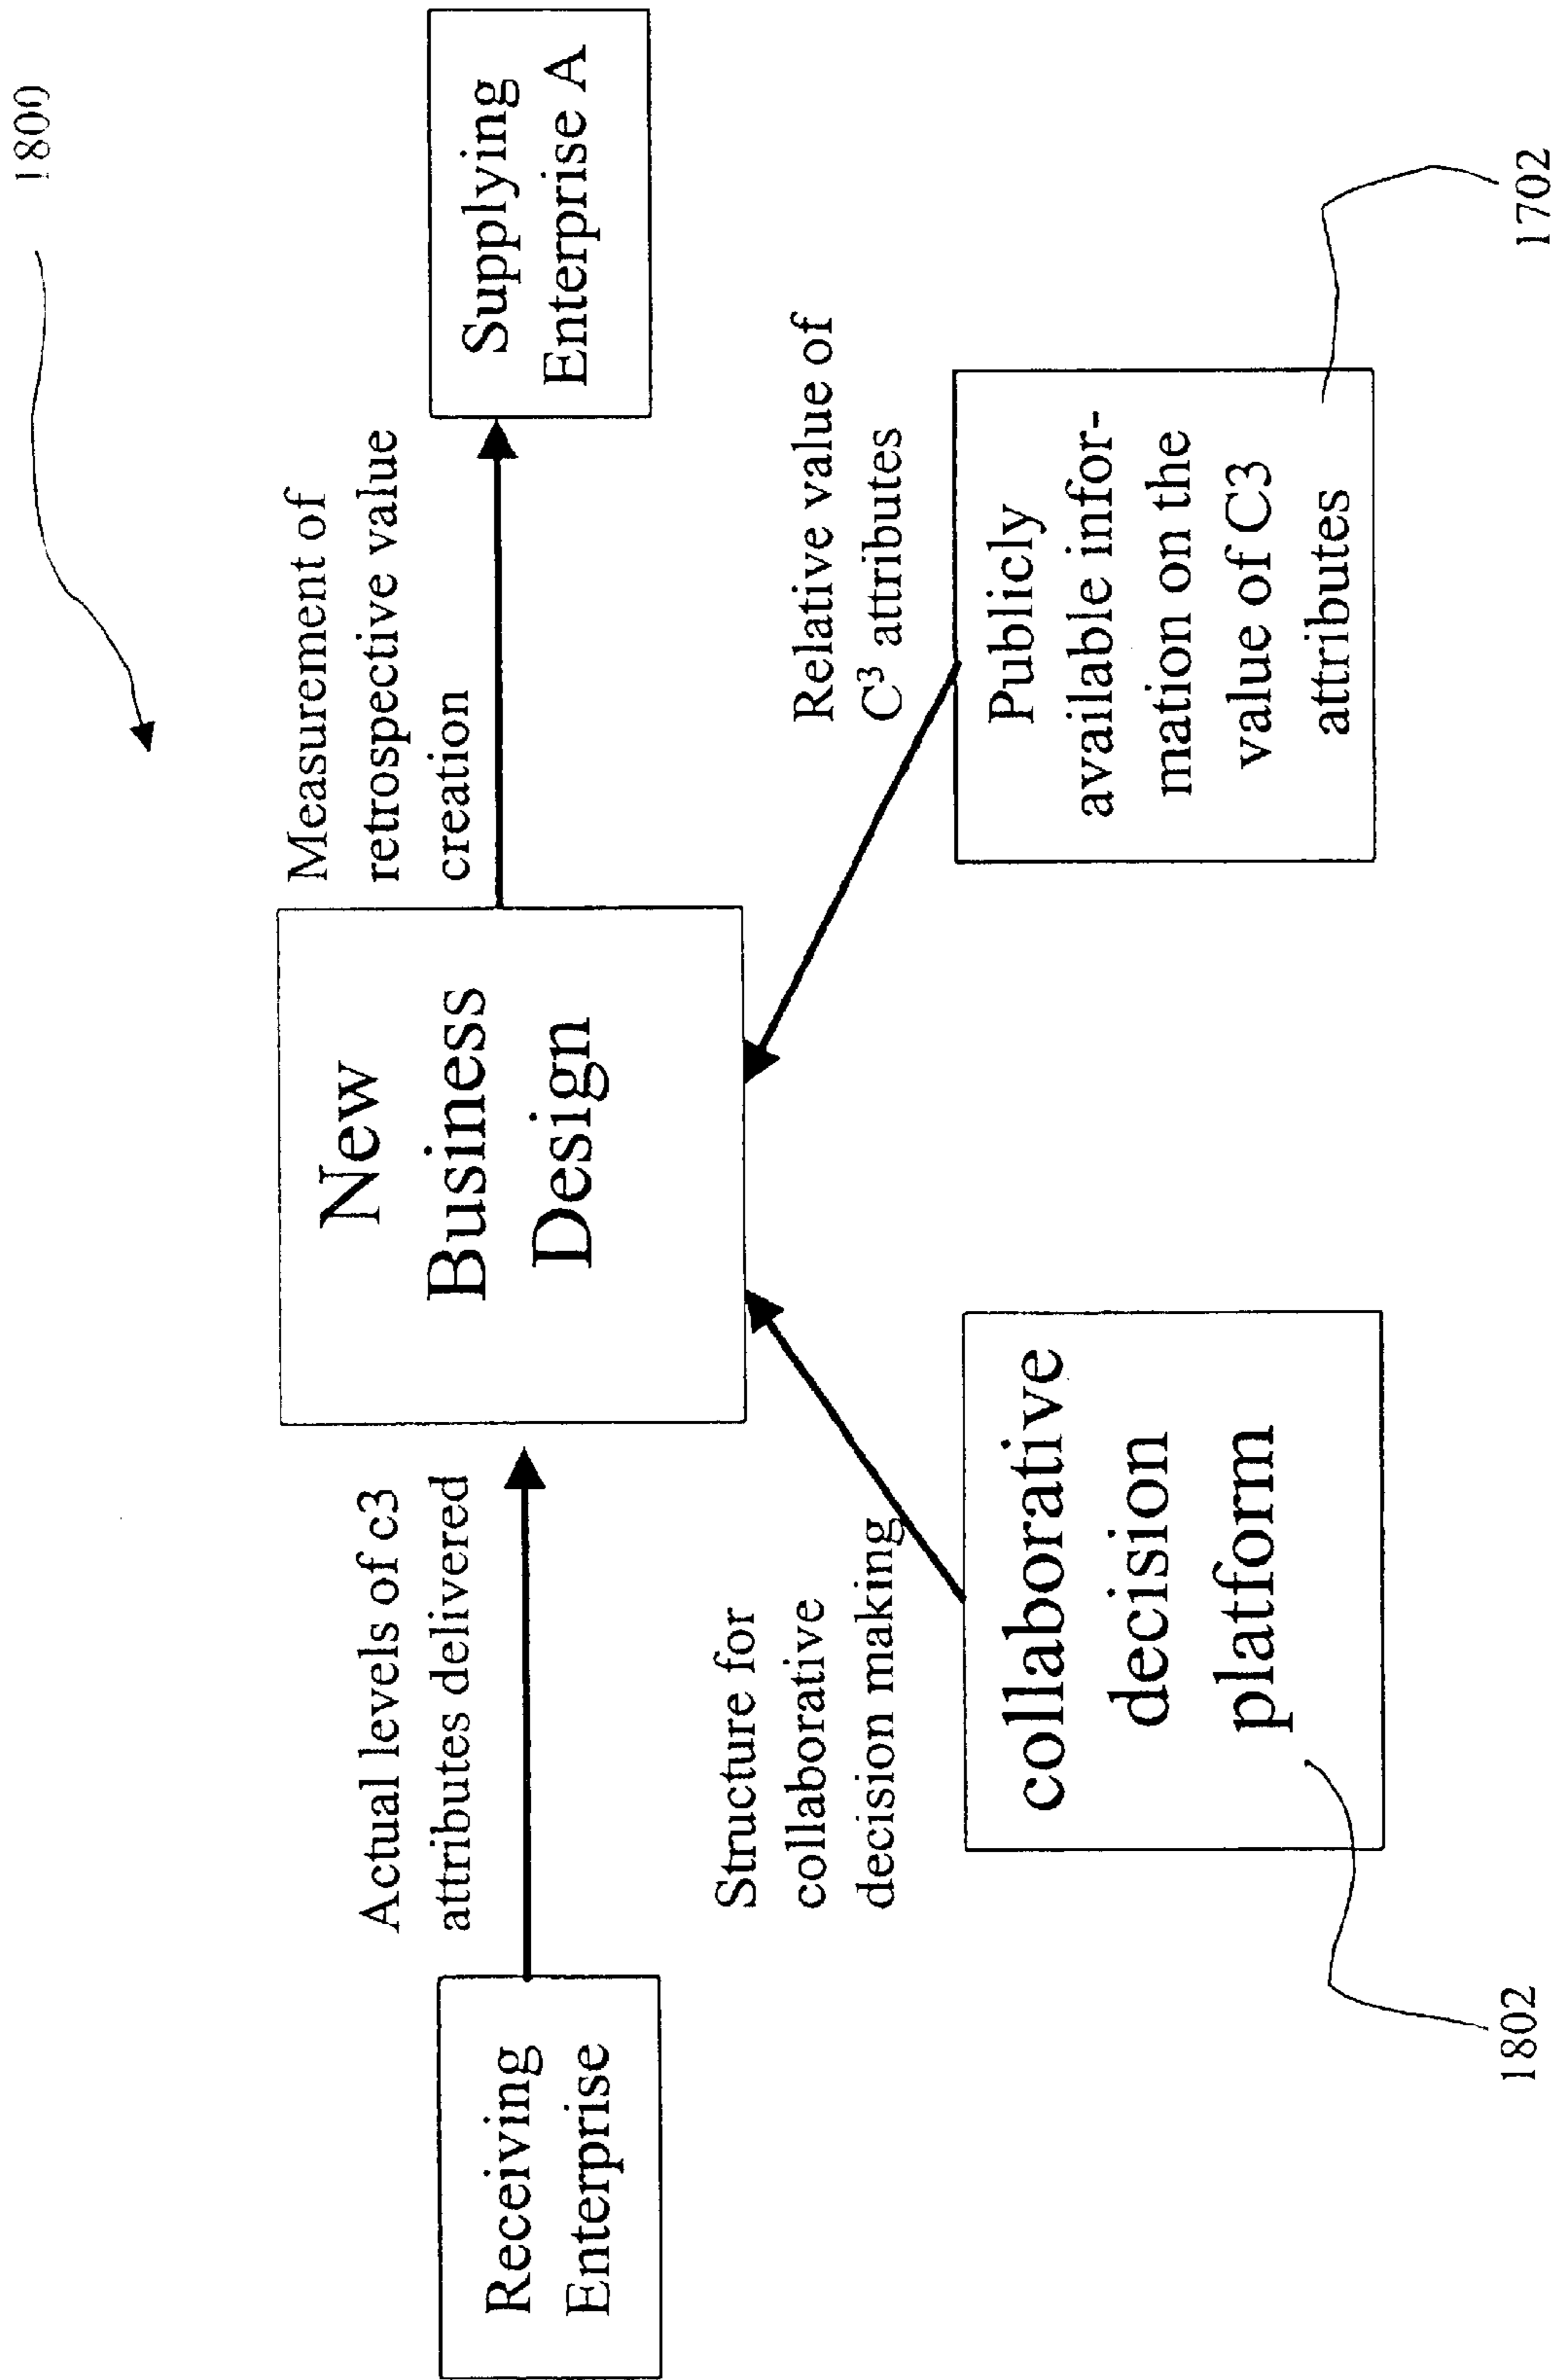 1800
Measurement of
retrospective value
creation
Actual levels of c3
attributes delivered
New
Business
Design
Receiving
Enterprise
Supplying
Enterprise A
Structure for
collaborative
decision making
Relative value of
C³ attributes
collaborative
decision
platform
Publicly
available infor-
mation on the
value of C3
attributes
1802
1702